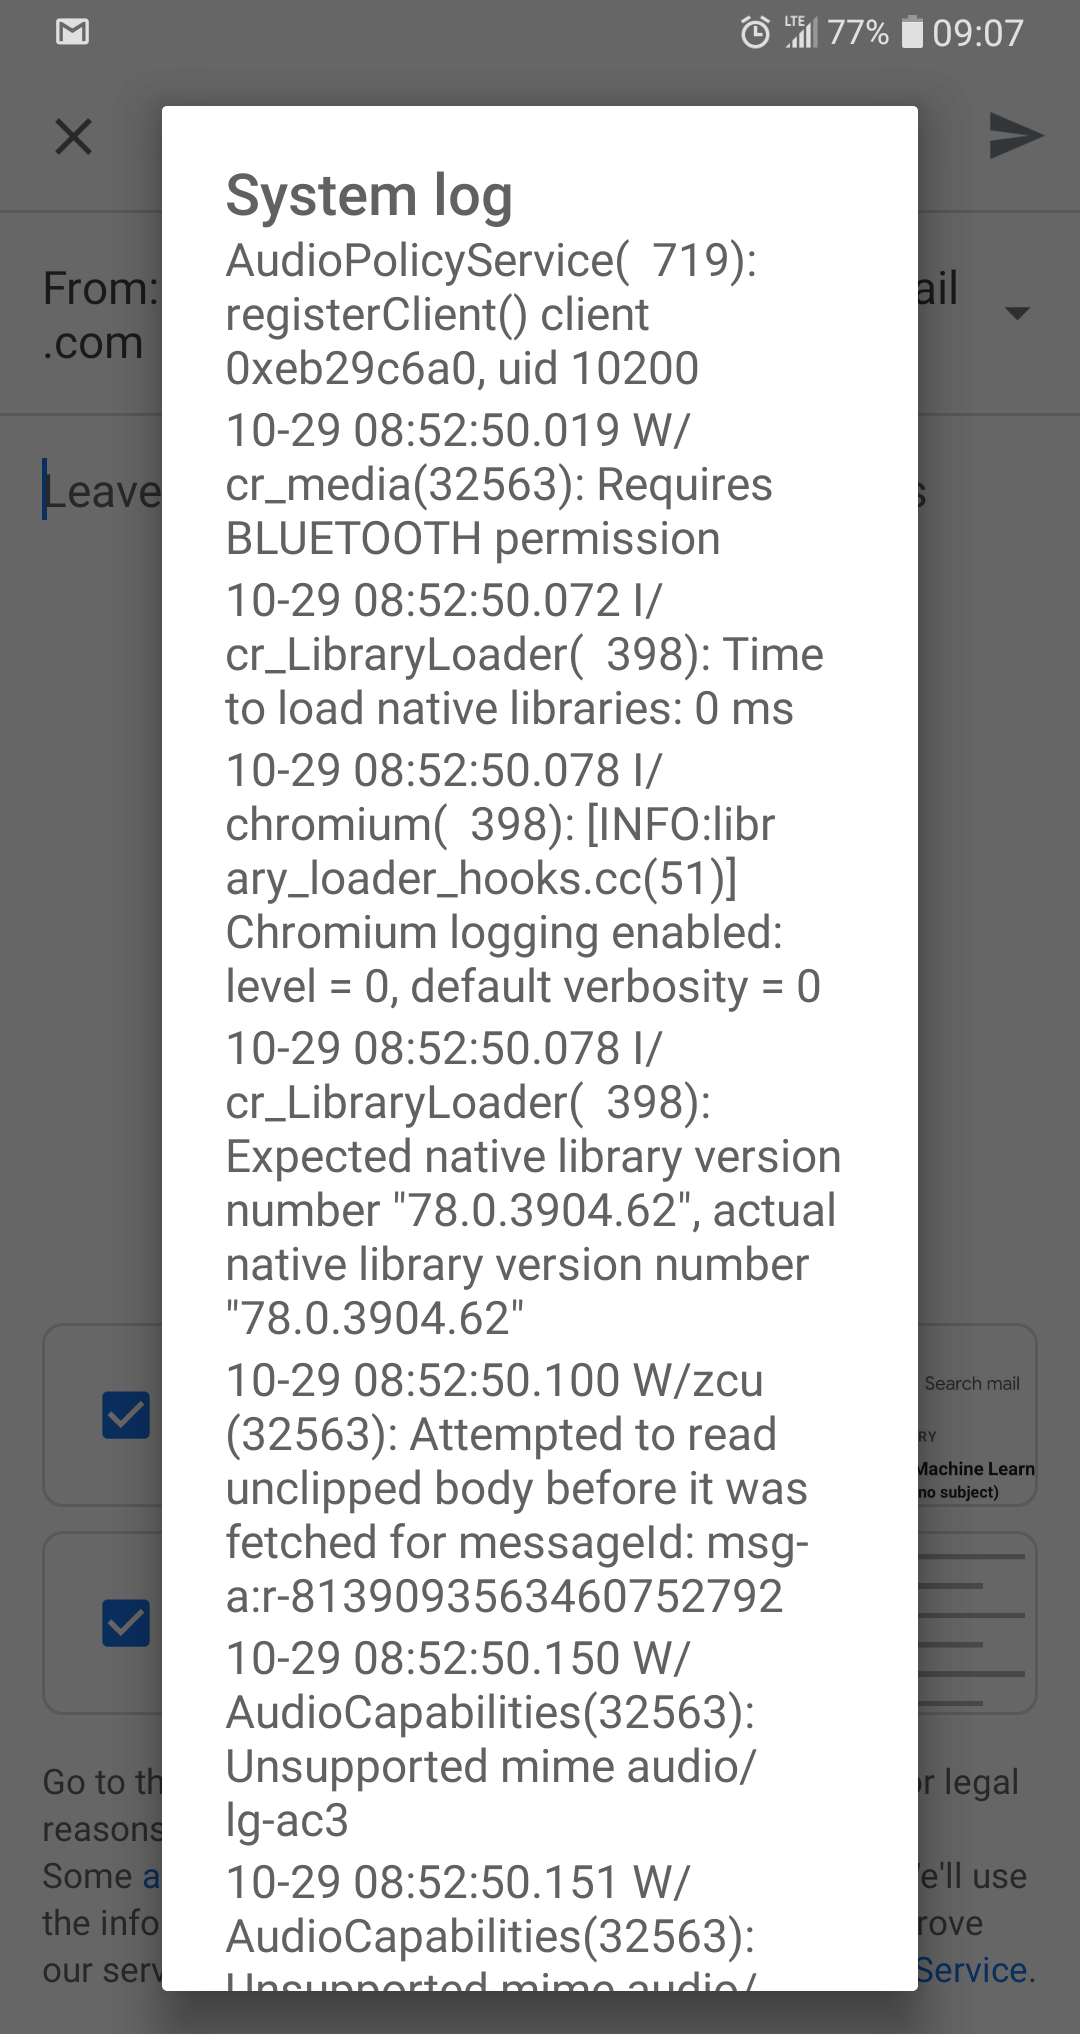 LTE 77% 09:07
System log
AudioPolicyService(  719):
registerClient() client
0xeb29c6a0, uid 10200
10-29 08:52:50.019 W/
cr_media(32563): Requires
BLUETOOTH permission
10-29 08:52:50.072 I/
cr_LibraryLoader(  398): Time
to load native libraries: 0 ms
10-29 08:52:50.078 I/
chromium(  398): [INFO:libr
ary_loader_hooks.cc(51)]
Chromium logging enabled:
level = 0, default verbosity = 0
10-29 08:52:50.078 I/
cr_LibraryLoader(  398):
Expected native library version
number "78.0.3904.62", actual
native library version number
"78.0.3904.62"
10-29 08:52:50.100 W/zcu
(32563): Attempted to read
unclipped body before it was
fetched for messageId: msg-
a:r-8139093563460752792
10-29 08:52:50.150 W/
AudioCapabilities(32563):
Unsupported mime audio/
lg-ac3
10-29 08:52:50.151 W/
AudioCapabilities(32563):
Unsupported mime audio/
From:
.com
ail
Leave
Search mail
RY
Machine Learn
no subject)
Go to th
r legal
reasons
Some a
e'll use
the info
rove
our serv
Service.